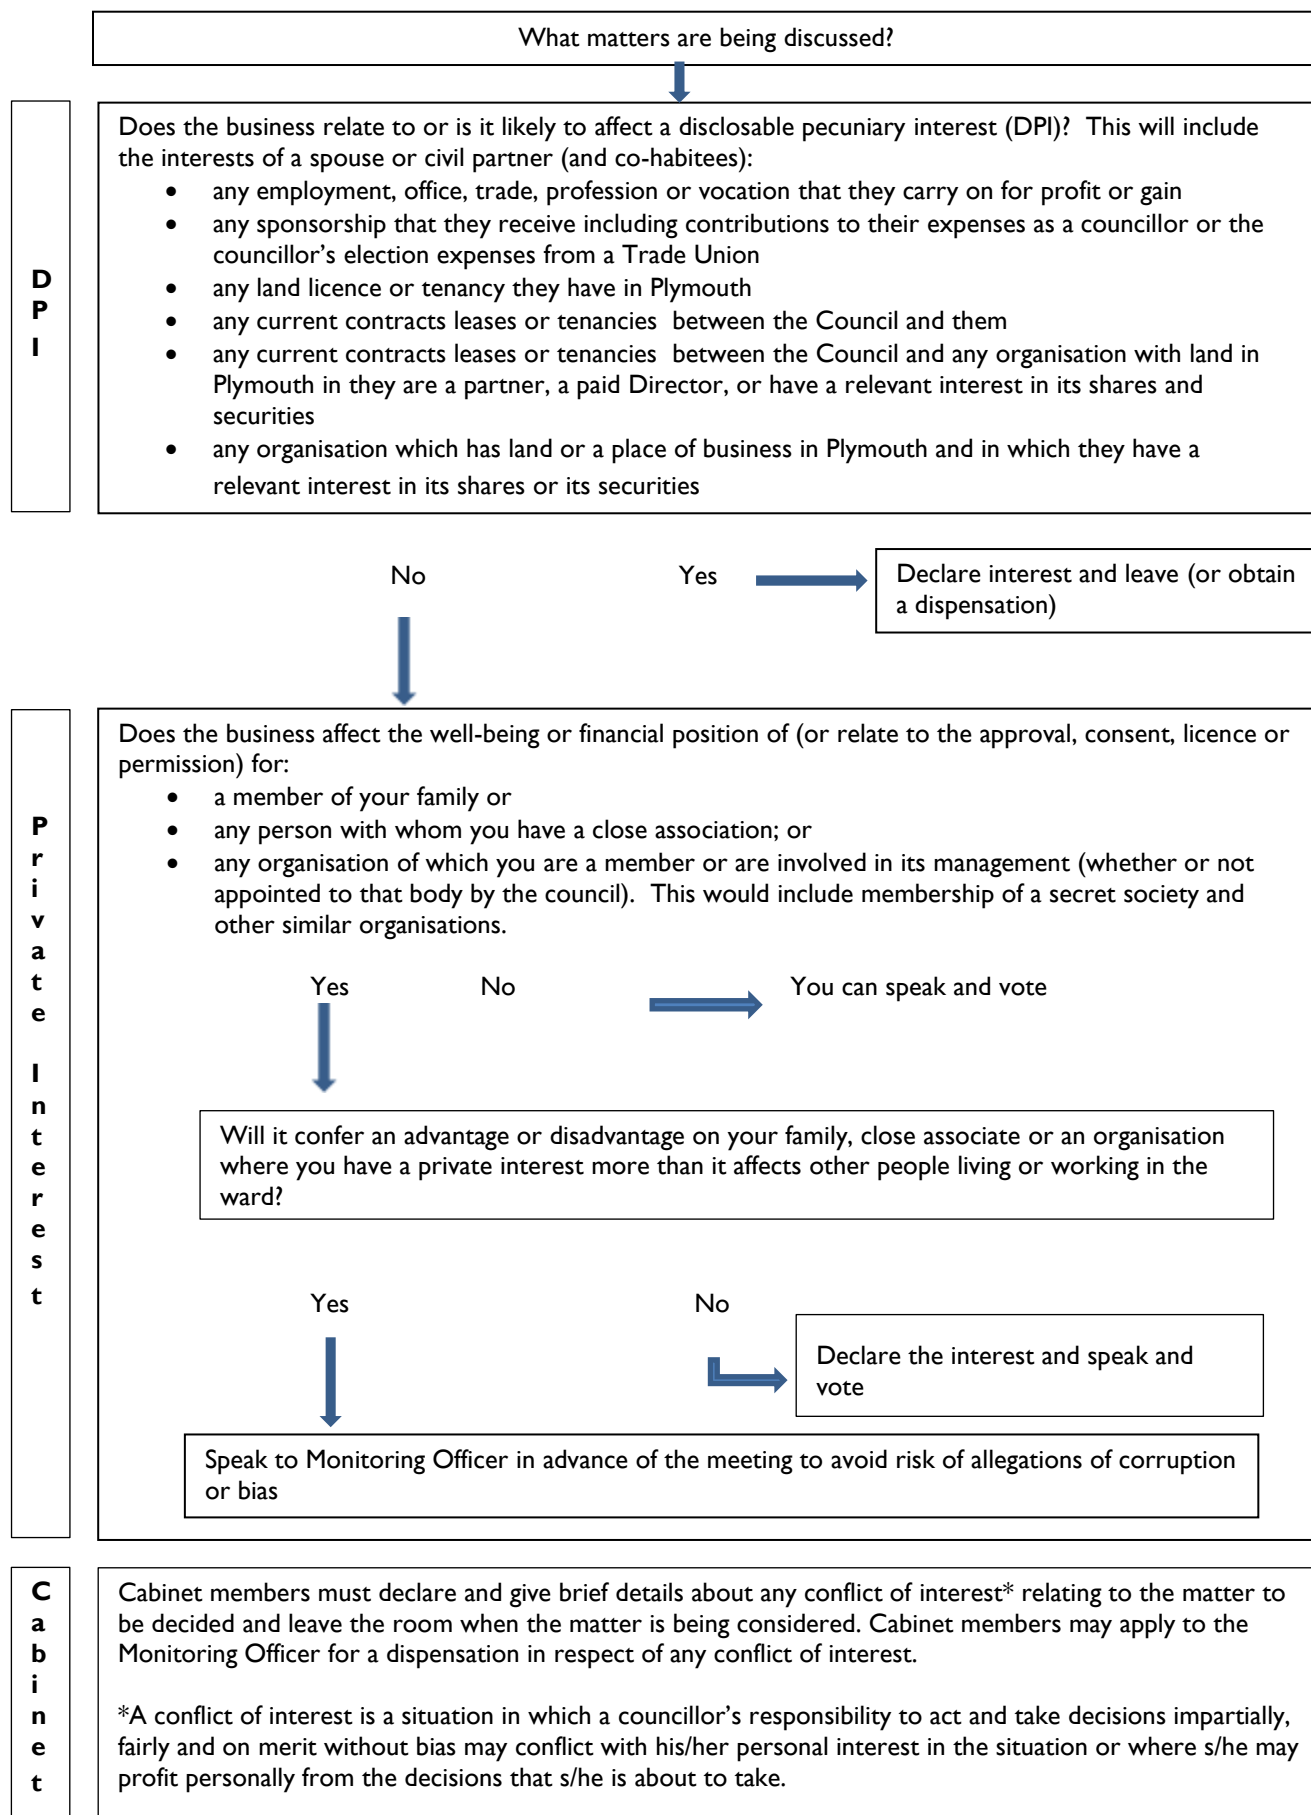 What matters are being discussed?
D
P
I
Does the business relate to or is it likely to affect a disclosable pecuniary interest (DPI)?  This will include
the interests of a spouse or civil partner (and co-habitees):
• any employment, office, trade, profession or vocation that they carry on for profit or gain
• any sponsorship that they receive including contributions to their expenses as a councillor or the
councillor's election expenses from a Trade Union
• any land licence or tenancy they have in Plymouth
• any current contracts leases or tenancies  between the Council and them
• any current contracts leases or tenancies  between the Council and any organisation with land in
Plymouth in they are a partner, a paid Director, or have a relevant interest in its shares and
securities
• any organisation which has land or a place of business in Plymouth and in which they have a
relevant interest in its shares or its securities
No
Yes
Declare interest and leave (or obtain
a dispensation)
P
r
i
v
a
t
e
I
n
t
e
r
e
s
t
Does the business affect the well-being or financial position of (or relate to the approval, consent, licence or
permission) for:
• a member of your family or
• any person with whom you have a close association; or
• any organisation of which you are a member or are involved in its management (whether or not
appointed to that body by the council).  This would include membership of a secret society and
other similar organisations.
Yes
No
You can speak and vote
Will it confer an advantage or disadvantage on your family, close associate or an organisation
where you have a private interest more than it affects other people living or working in the
ward?
Yes
No
Declare the interest and speak and
vote
Speak to Monitoring Officer in advance of the meeting to avoid risk of allegations of corruption
or bias
C
a
b
i
n
e
t
Cabinet members must declare and give brief details about any conflict of interest* relating to the matter to
be decided and leave the room when the matter is being considered. Cabinet members may apply to the
Monitoring Officer for a dispensation in respect of any conflict of interest.
*A conflict of interest is a situation in which a councillor's responsibility to act and take decisions impartially,
fairly and on merit without bias may conflict with his/her personal interest in the situation or where s/he may
profit personally from the decisions that s/he is about to take.